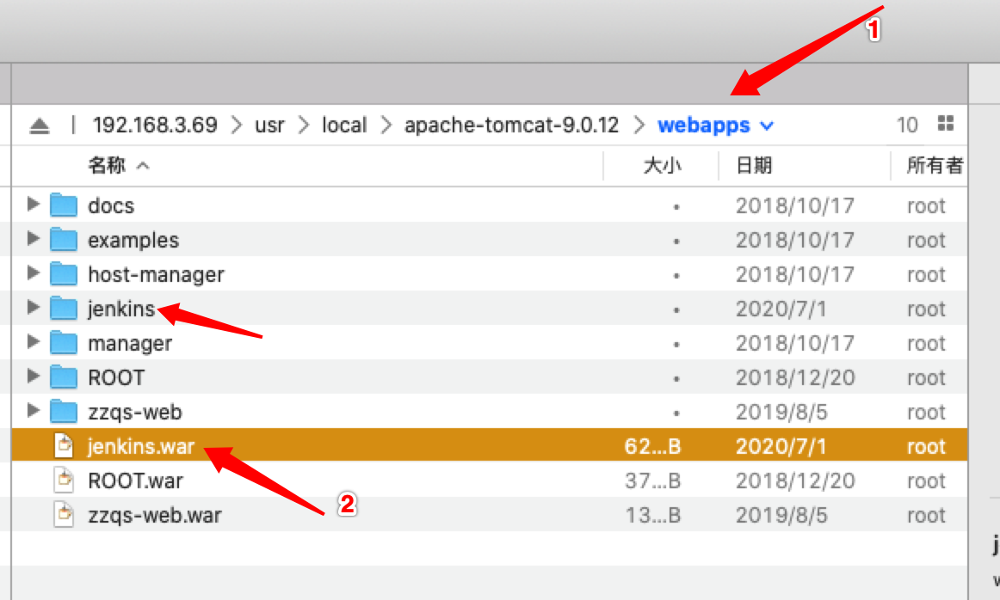 1
192.168.3.69 > usr > local > apache-tomcat-9.0.12 > webapps 10
名称 大小 日期 所有者
docs • 2018/10/17 root
examples • 2018/10/17 root
host-manager • 2018/10/17 root
jenkins • 2020/7/1 root
manager • 2018/10/17 root
ROOT • 2018/12/20 root
zzqs-web • 2019/8/5 root
jenkins.war 62...B 2020/7/1 root
ROOT.war 37...B 2018/12/20 root
2
zzqs-web.war 13...B 2019/8/5 root